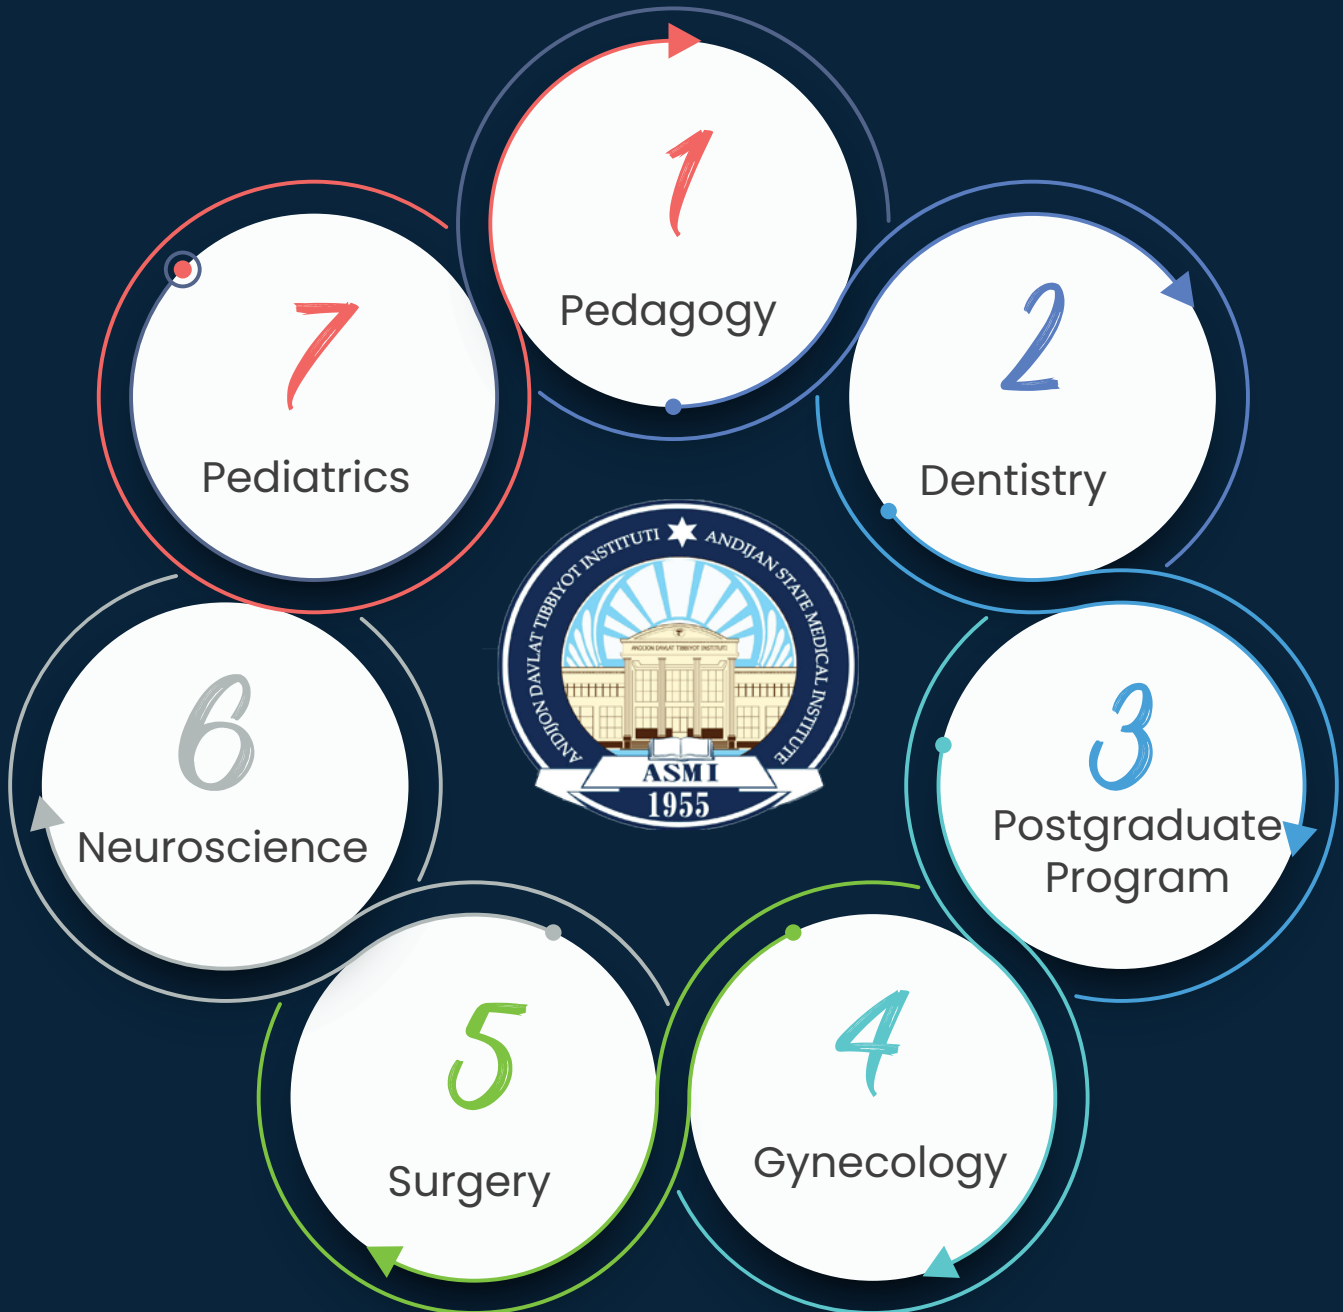 1
Pedagogy
2
Dentistry
3
Postgraduate
Program
4
Gynecology
5
Surgery
6
Neuroscience
7
Pediatrics
ANDIJON DAVLAT TIBBIYOT INSTITUTI
ANDIJAN STATE MEDICAL INSTITUTE
ASMI
1955